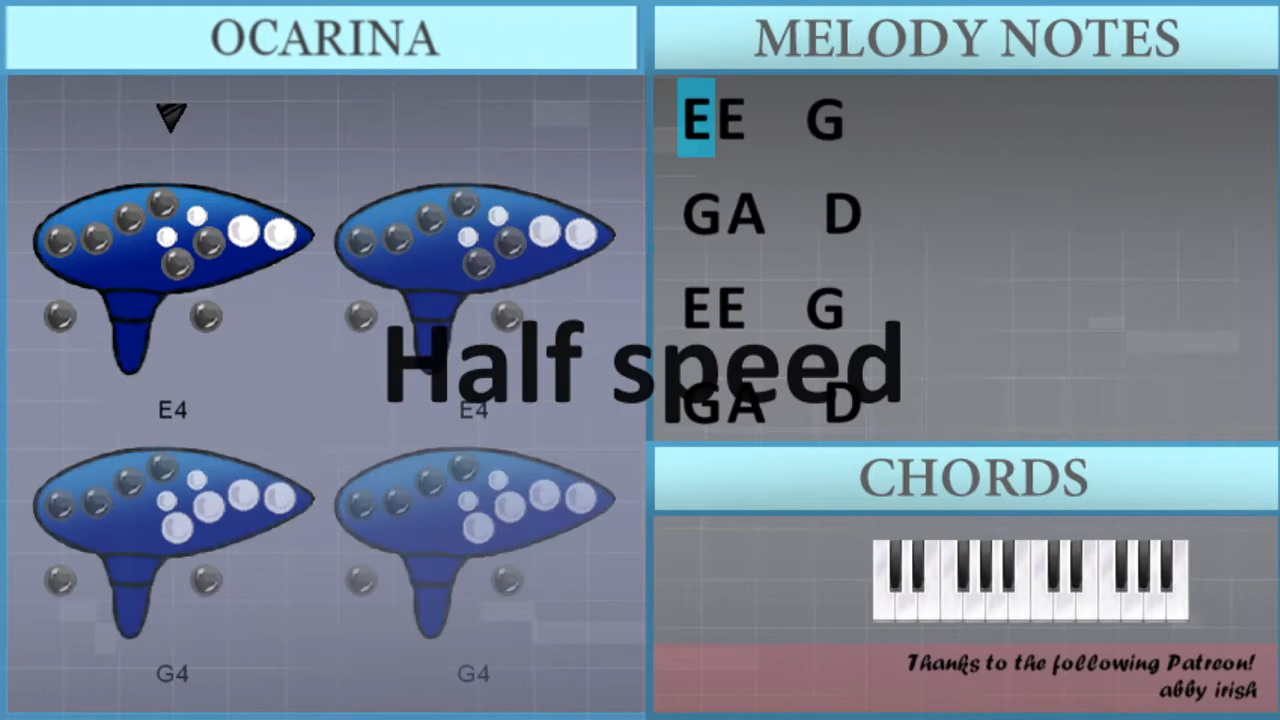 OCARINA
E4
E4
G4
G4
Half speed
MELODY NOTES
EE G
GA D
EE G
GA D
CHORDS
Thanks to the following Patreon!
abby irish